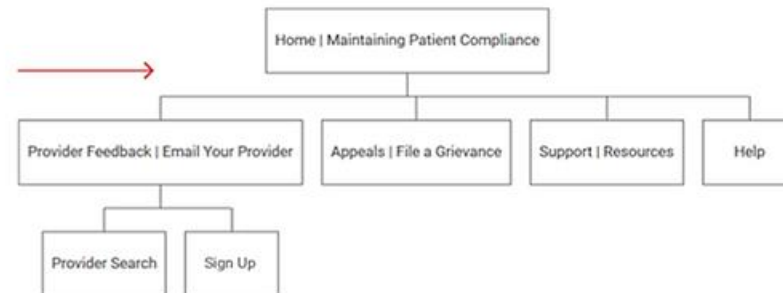 Home | Maintaining Patient Compliance
Provider Feedback | Email Your Provider
Appeals | File a Grievance
Support | Resources
Help
Provider Search
Sign Up